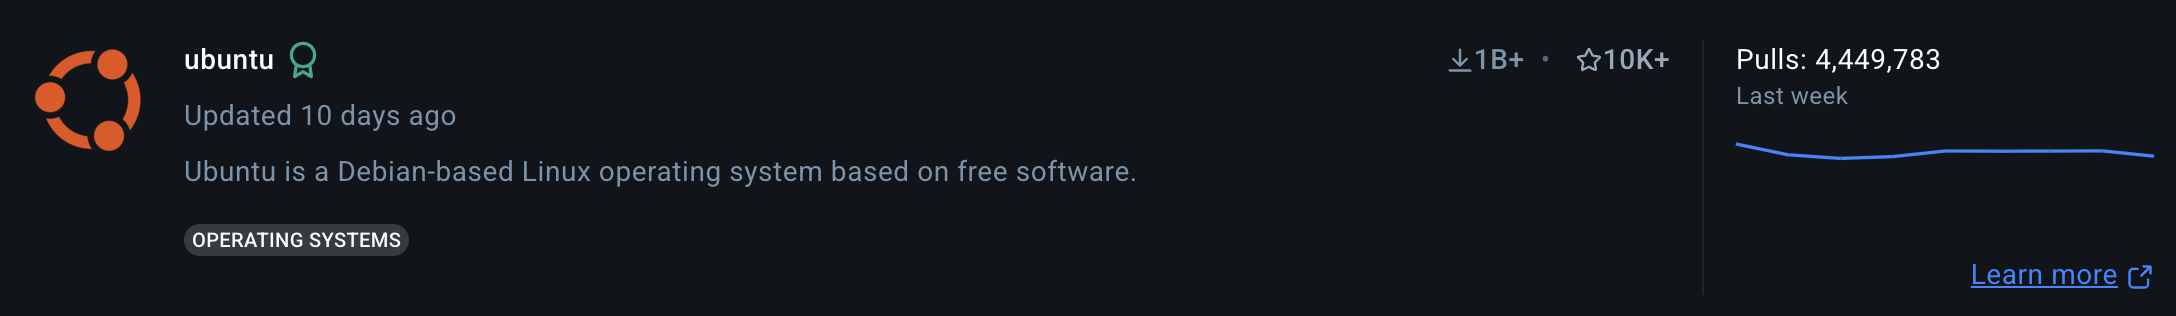 ubuntu
1B+ • 10K+
Updated 10 days ago
Ubuntu is a Debian-based Linux operating system based on free software.
OPERATING SYSTEMS
Pulls: 4,449,783
Last week
Learn more